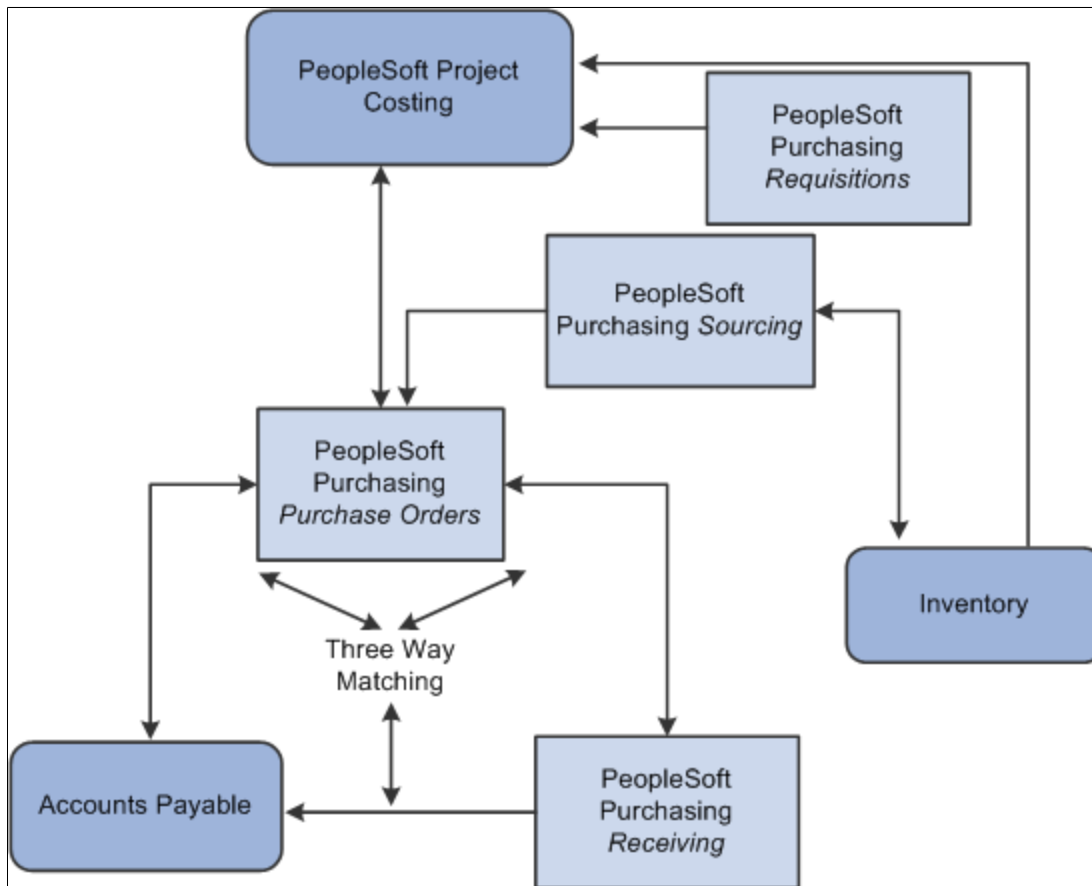 PeopleSoft Project
Costing
PeopleSoft
Purchasing
Requisitions
PeopleSoft
Purchasing Sourcing
PeopleSoft
Purchasing
Purchase Orders
Inventory
Three Way
Matching
Accounts Payable
PeopleSoft
Purchasing
Receiving